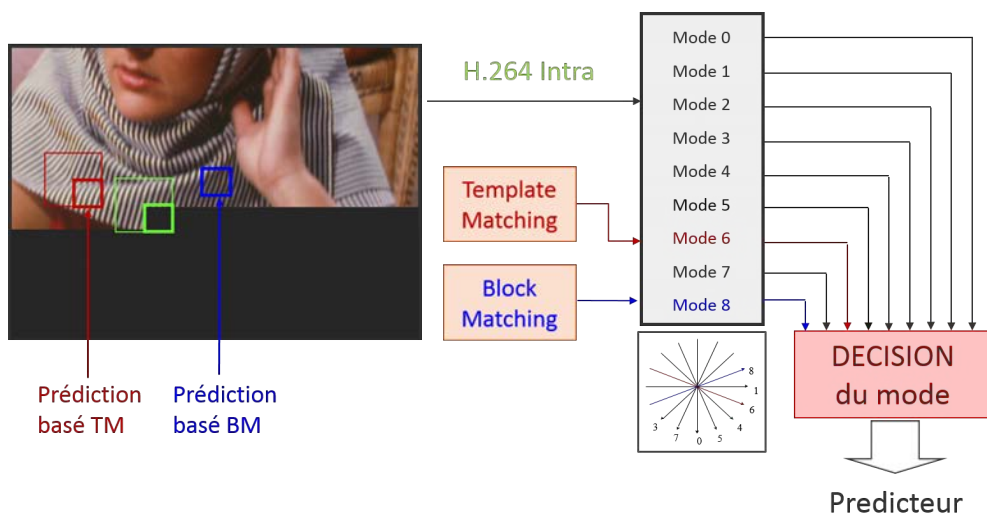 H.264 Intra
Template
Matching
Block
Matching
Mode 0
Mode 1
Mode 2
Mode 3
Mode 4
Mode 5
Mode 6
Mode 7
Mode 8
8
1
6
4
5
0
7
3
DECISION
du mode
Predicteur
Prédiction
basé TM
Prédiction
basé BM